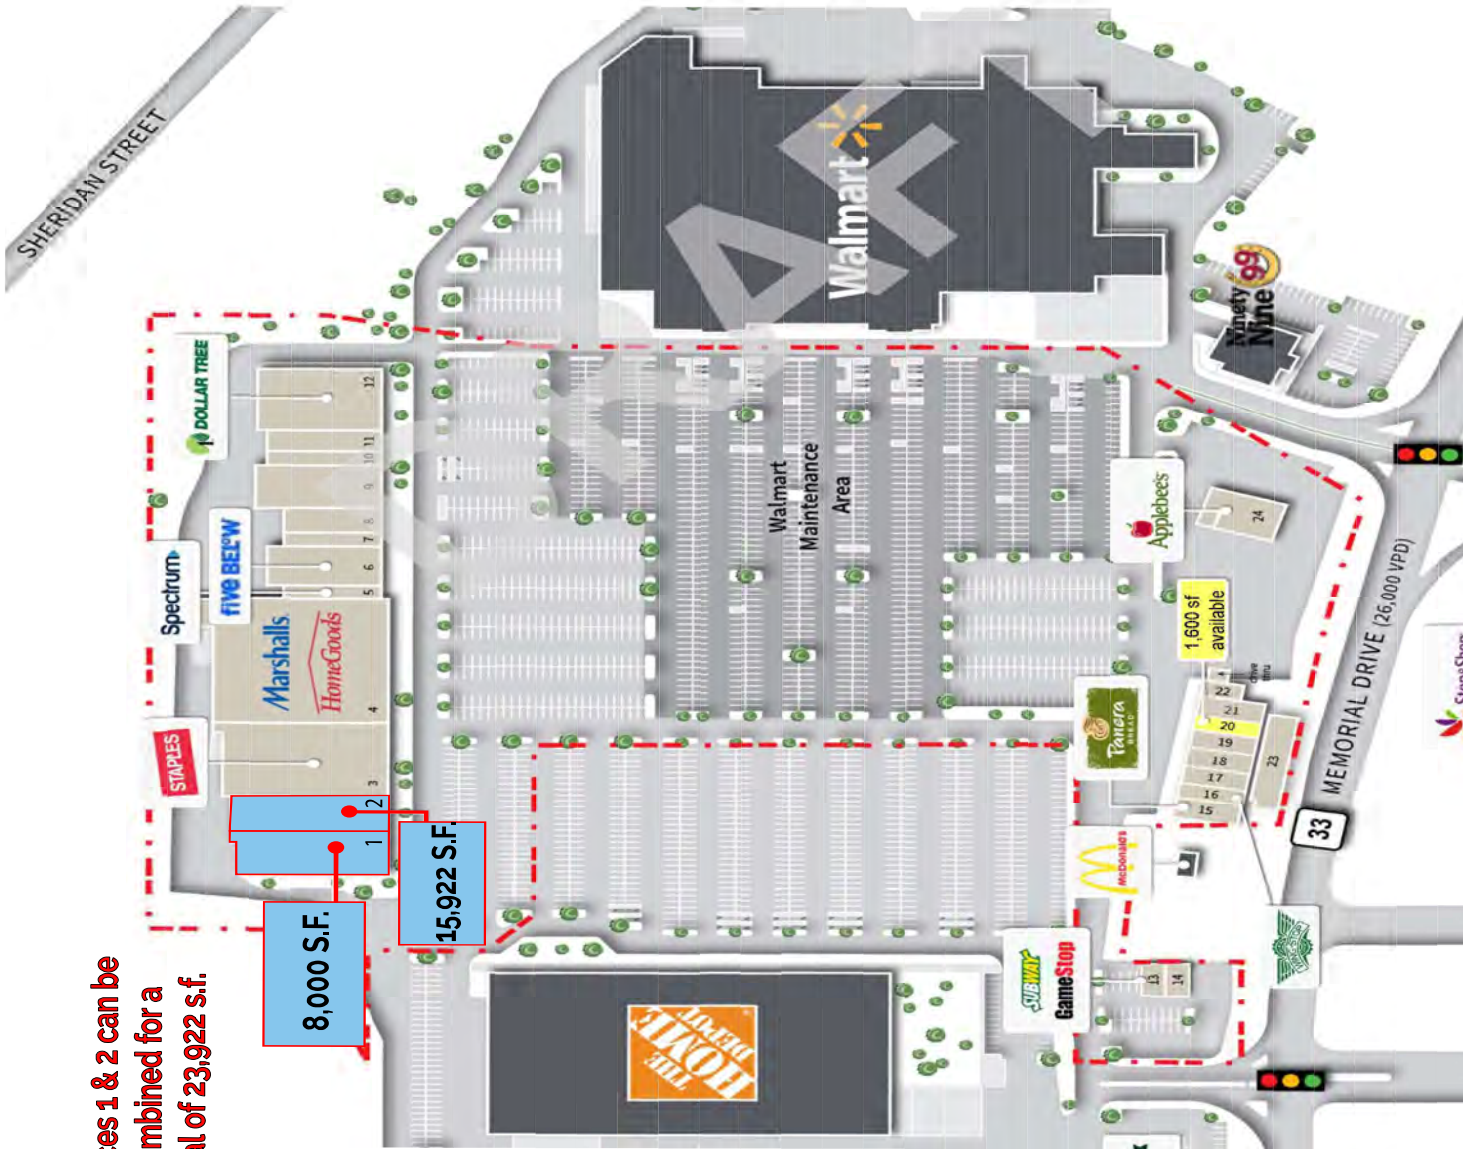 SHERIDAN STREET
DOLLAR TREE
Spectrum
five BELOW
Marshalls
HomeGoods
STAPLES
12
11
10
9
8
7
6
5
4
3
2
1
8,000 S.F.
15,922 S.F.
1 & 2 can be
for a
of 23,922 s.f.
Walmart
Ninety
Nine
99
Walmart
Maintenance
Area
Applebee's
24
1,600 sf
available
drive
thru
22
21
20
19
18
17
16
15
23
Panera
BREAD
McDonald's
SUBWAY
GameStop
13
14
THE
HOME
DEPOT
MEMORIAL DRIVE (26,000 VPD)
33